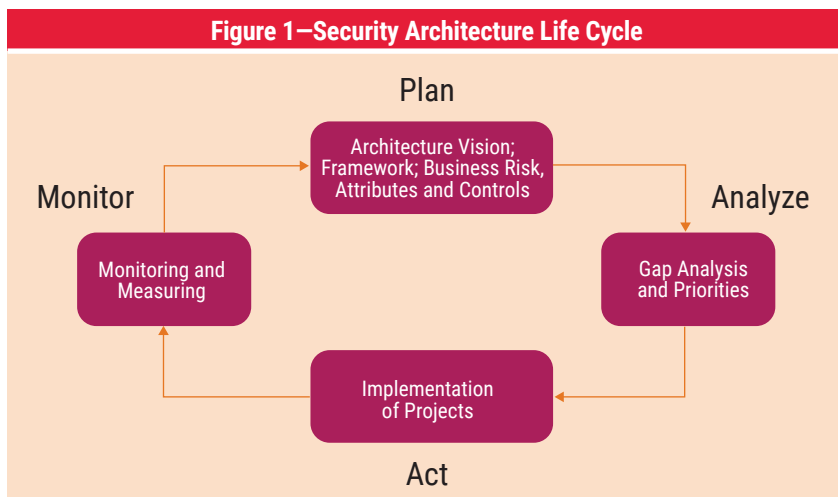 Figure 1—Security Architecture Life Cycle
Plan
Architecture Vision;
Framework; Business Risk,
Attributes and Controls
Monitor
Analyze
Monitoring and
Measuring
Gap Analysis
and Priorities
Implementation
of Projects
Act